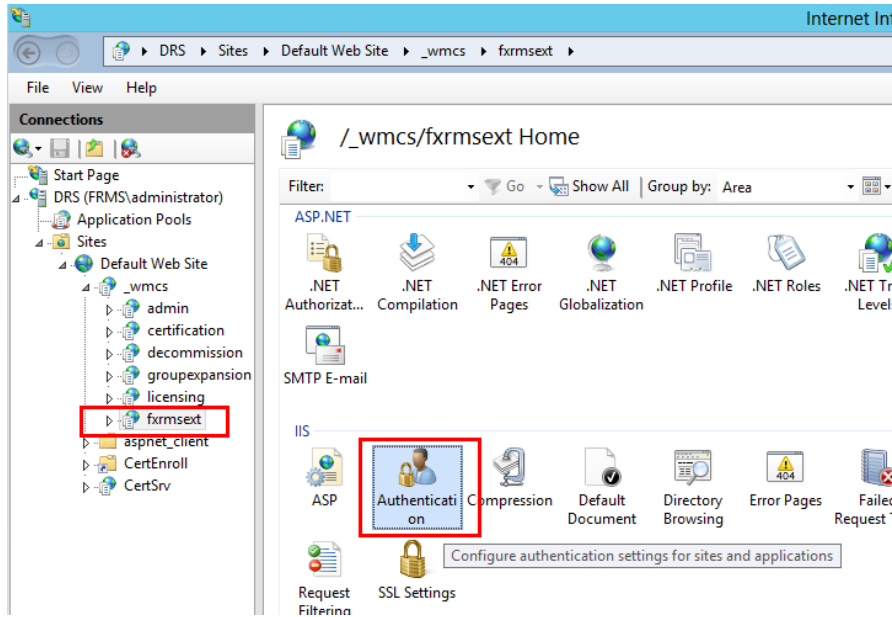 Internet Inf
DRS Sites Default Web Site _wmcs fxrmsext
File View Help
Connections
Start Page
DRS (FRMS\administrator)
Application Pools
Sites
Default Web Site
_wmcs
admin
certification
decommission
groupexpansion
licensing
fxrmsext
aspnet_client
CertEnroll
CertSrv
/_wmcs/fxrmsext Home
Filter: Go Show All Group by: Area
ASP.NET
.NET Authorizat...
.NET Compilation
404
.NET Error Pages
.NET Globalization
.NET Profile
.NET Roles
.NET Tr
Levels
SMTP E-mail
IIS
ASP
Authenticati
on
Compression
Default
Document
Directory
Browsing
404
Error Pages
Failed
Request T
Configure authentication settings for sites and applications
Request
Filtering
SSL Settings